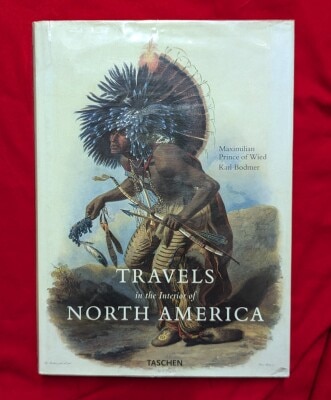 Maximilian
Prince of Wied
Karl Bodmer
TRAVELS
in the Interior of
NORTH AMERICA
TASCHEN